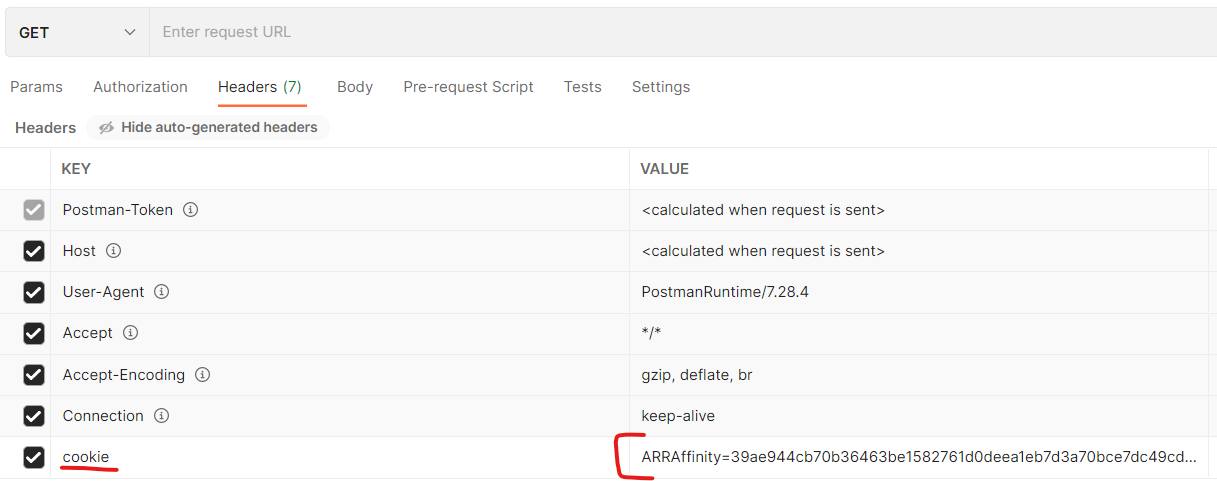 GET Enter request URL
Params Authorization Headers (7) Body Pre-request Script Tests Settings
Headers Hide auto-generated headers
KEY VALUE
Postman-Token <calculated when request is sent>
Host <calculated when request is sent>
User-Agent PostmanRuntime/7.28.4
Accept */*
Accept-Encoding gzip, deflate, br
Connection keep-alive
cookie ARRAffinity=39ae944cb70b36463be1582761d0deea1eb7d3a70bce7dc49cd...